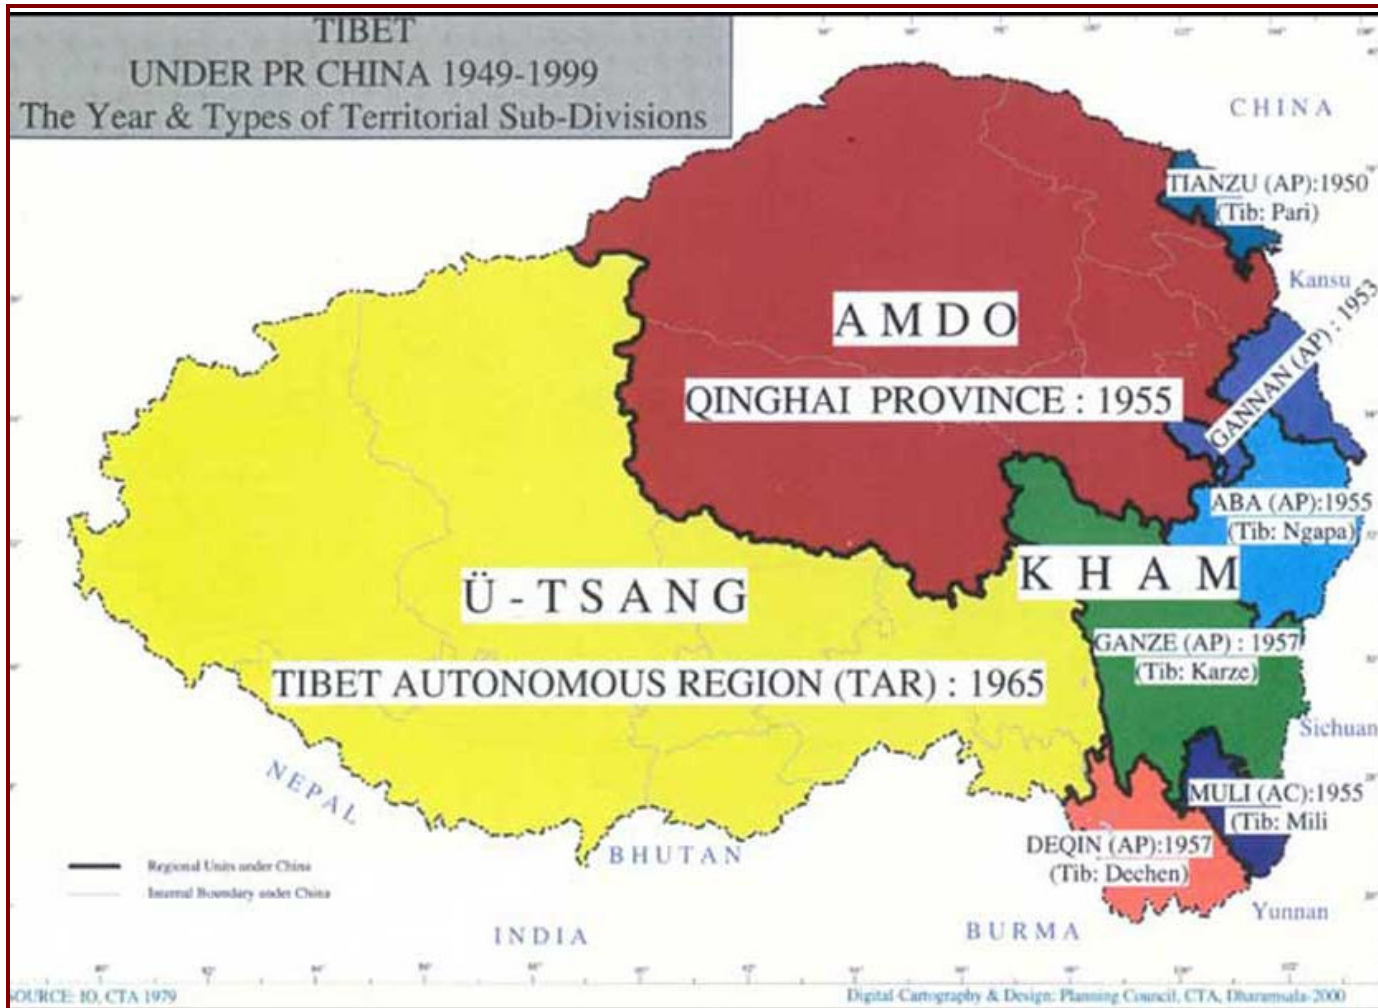 TIBET
UNDER PR CHINA 1949-1999
The Year & Types of Territorial Sub-Divisions
CHINA
TIANZU (AP):1950
(Tib: Pari)
Kansu
AMDO
GANNAN (AP) : 1953
QINGHAI PROVINCE : 1955
ABA (AP):1955
(Tib: Ngapa)
KHAM
Ü-TSANG
GANZE (AP) : 1957
(Tib: Karze)
TIBET AUTONOMOUS REGION (TAR) : 1965
Sichuan
NEPAL
MULI (AC):1955
(Tib: Mili
DEQIN (AP):1957
(Tib: Dechen)
BHUTAN
Regional Units under China
Internal Boundary under China
Yunnan
INDIA
BURMA
SOURCE: IO, CTA 1979
Digital Cartography & Design: Planning Council, CTA, Dharamsala-2000